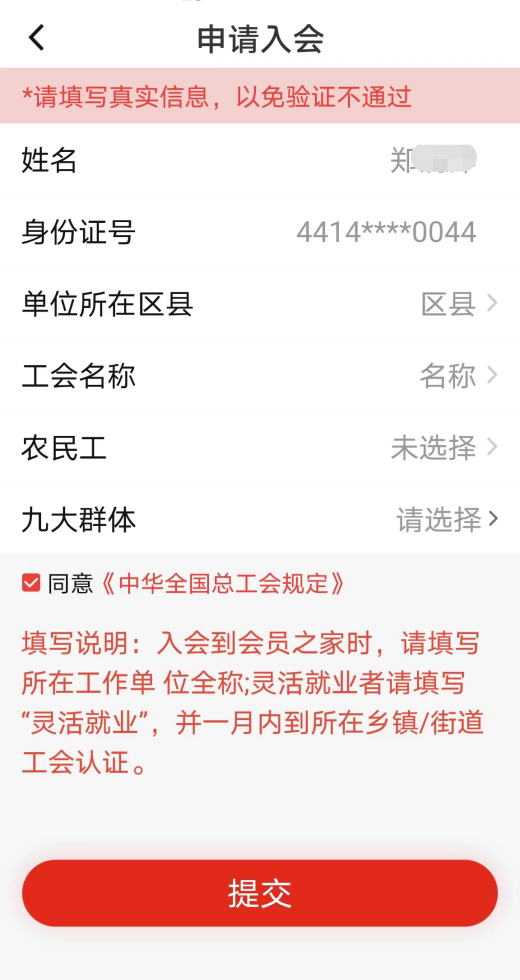 申请入会
*请填写真实信息，以免验证不通过
姓名 郑
身份证号 4414****0044
单位所在区县 区县
工会名称 名称
农民工 未选择
九大群体 请选择
同意《中华全国总工会规定》
填写说明：入会到会员之家时，请填写
所在工作单 位全称;灵活就业者请填写
“灵活就业”，并一月内到所在乡镇/街道
工会认证。
提交